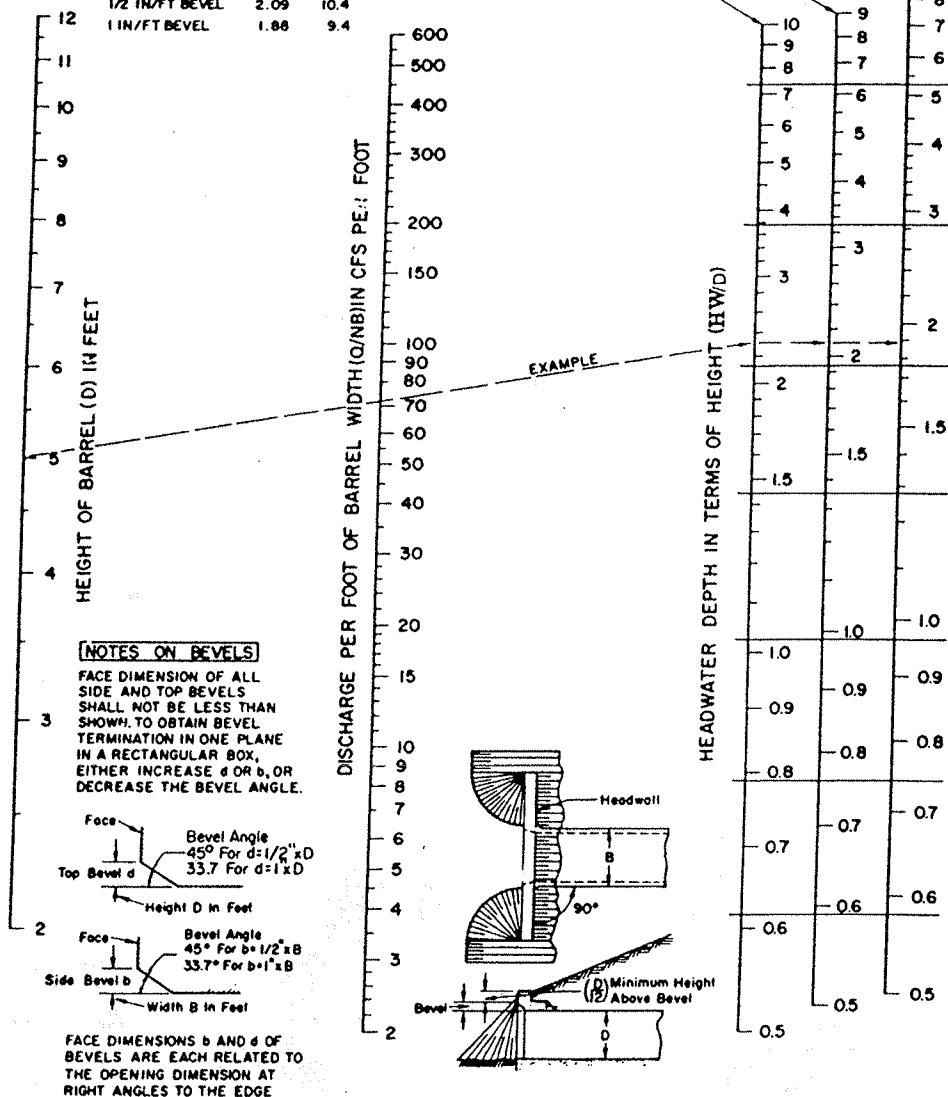 1/2 IN/FT BEVEL 2.09 10.4
1 IN/FT BEVEL 1.88 9.4
12
11
10
9
8
7
6
5
4
3
2
HEIGHT OF BARREL (D) IN FEET
600
500
400
300
200
150
100
90
80
70
60
50
40
30
20
15
10
9
8
7
6
5
4
3
2
DISCHARGE PER FOOT OF BARREL WIDTH (Q/NB) IN CFS PER FOOT
EXAMPLE
HEADWATER DEPTH IN TERMS OF HEIGHT (HW/D)
10
9
8
7
6
5
4
3
2
1.5
1.0
0.9
0.8
0.7
0.6
0.5
9
8
7
6
5
4
3
2
1.5
1.0
0.9
0.8
0.7
0.6
0.5
8
7
6
5
4
3
2
1.5
1.0
0.9
0.8
0.7
0.6
0.5
NOTES ON BEVELS
FACE DIMENSION OF ALL
SIDE AND TOP BEVELS
SHALL NOT BE LESS THAN
SHOWN. TO OBTAIN BEVEL
TERMINATION IN ONE PLANE
IN A RECTANGULAR BOX,
EITHER INCREASE d OR b, OR
DECREASE THE BEVEL ANGLE.
Face
Bevel Angle
45° For d=1/2"xD
33.7 For d=1"xD
Top Bevel d
Height D In Feet
Face
Bevel Angle
45° For b=1/2"xB
33.7° For b=1"xB
Side Bevel b
Width B In Feet
FACE DIMENSIONS b AND d OF
BEVELS ARE EACH RELATED TO
THE OPENING DIMENSION AT
RIGHT ANGLES TO THE EDGE
Headwall
B
90°
(D/12) Minimum Height
Above Bevel
Bevel
D